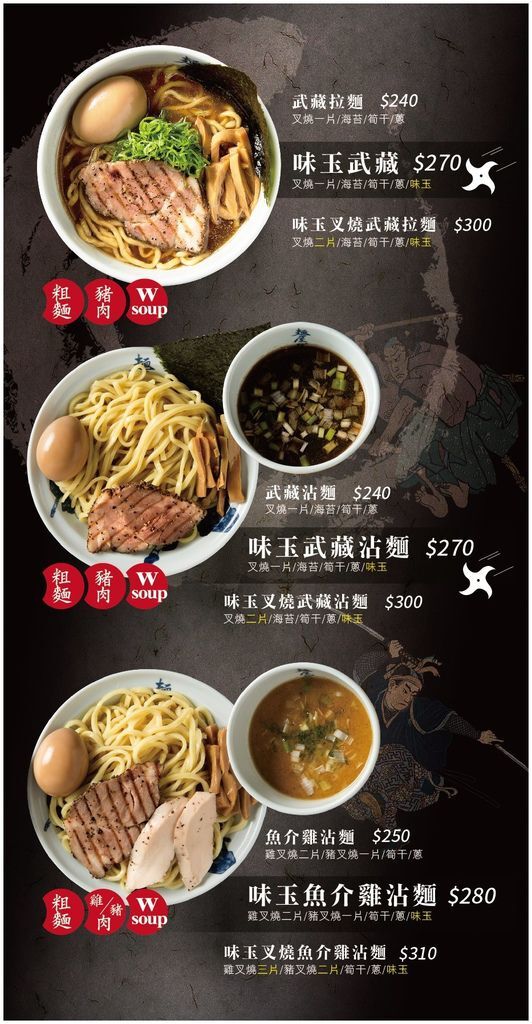 武藏拉麵 $240
叉燒一片/海苔/筍干/蔥
味玉武藏 $270
叉燒一片/海苔/筍干/蔥/味玉
味玉叉燒武藏拉麵 $300
叉燒二片/海苔/筍干/蔥/味玉
粗麵 豬肉 W soup
麵
武藏沾麵 $240
叉燒一片/海苔/筍干/蔥
味玉武藏沾麵 $270
叉燒一片/海苔/筍干/蔥/味玉
粗麵 豬肉 W soup
味玉叉燒武藏沾麵 $300
叉燒二片/海苔/筍干/蔥/味玉
麵
魚介雞沾麵 $250
雞叉燒二片/豬叉燒一片/筍干/蔥
味玉魚介雞沾麵 $280
雞叉燒二片/豬叉燒一片/筍干/蔥/味玉
粗麵 雞/豬肉 W soup
味玉叉燒魚介雞沾麵 $310
雞叉燒三片/豬叉燒二片/筍干/蔥/味玉